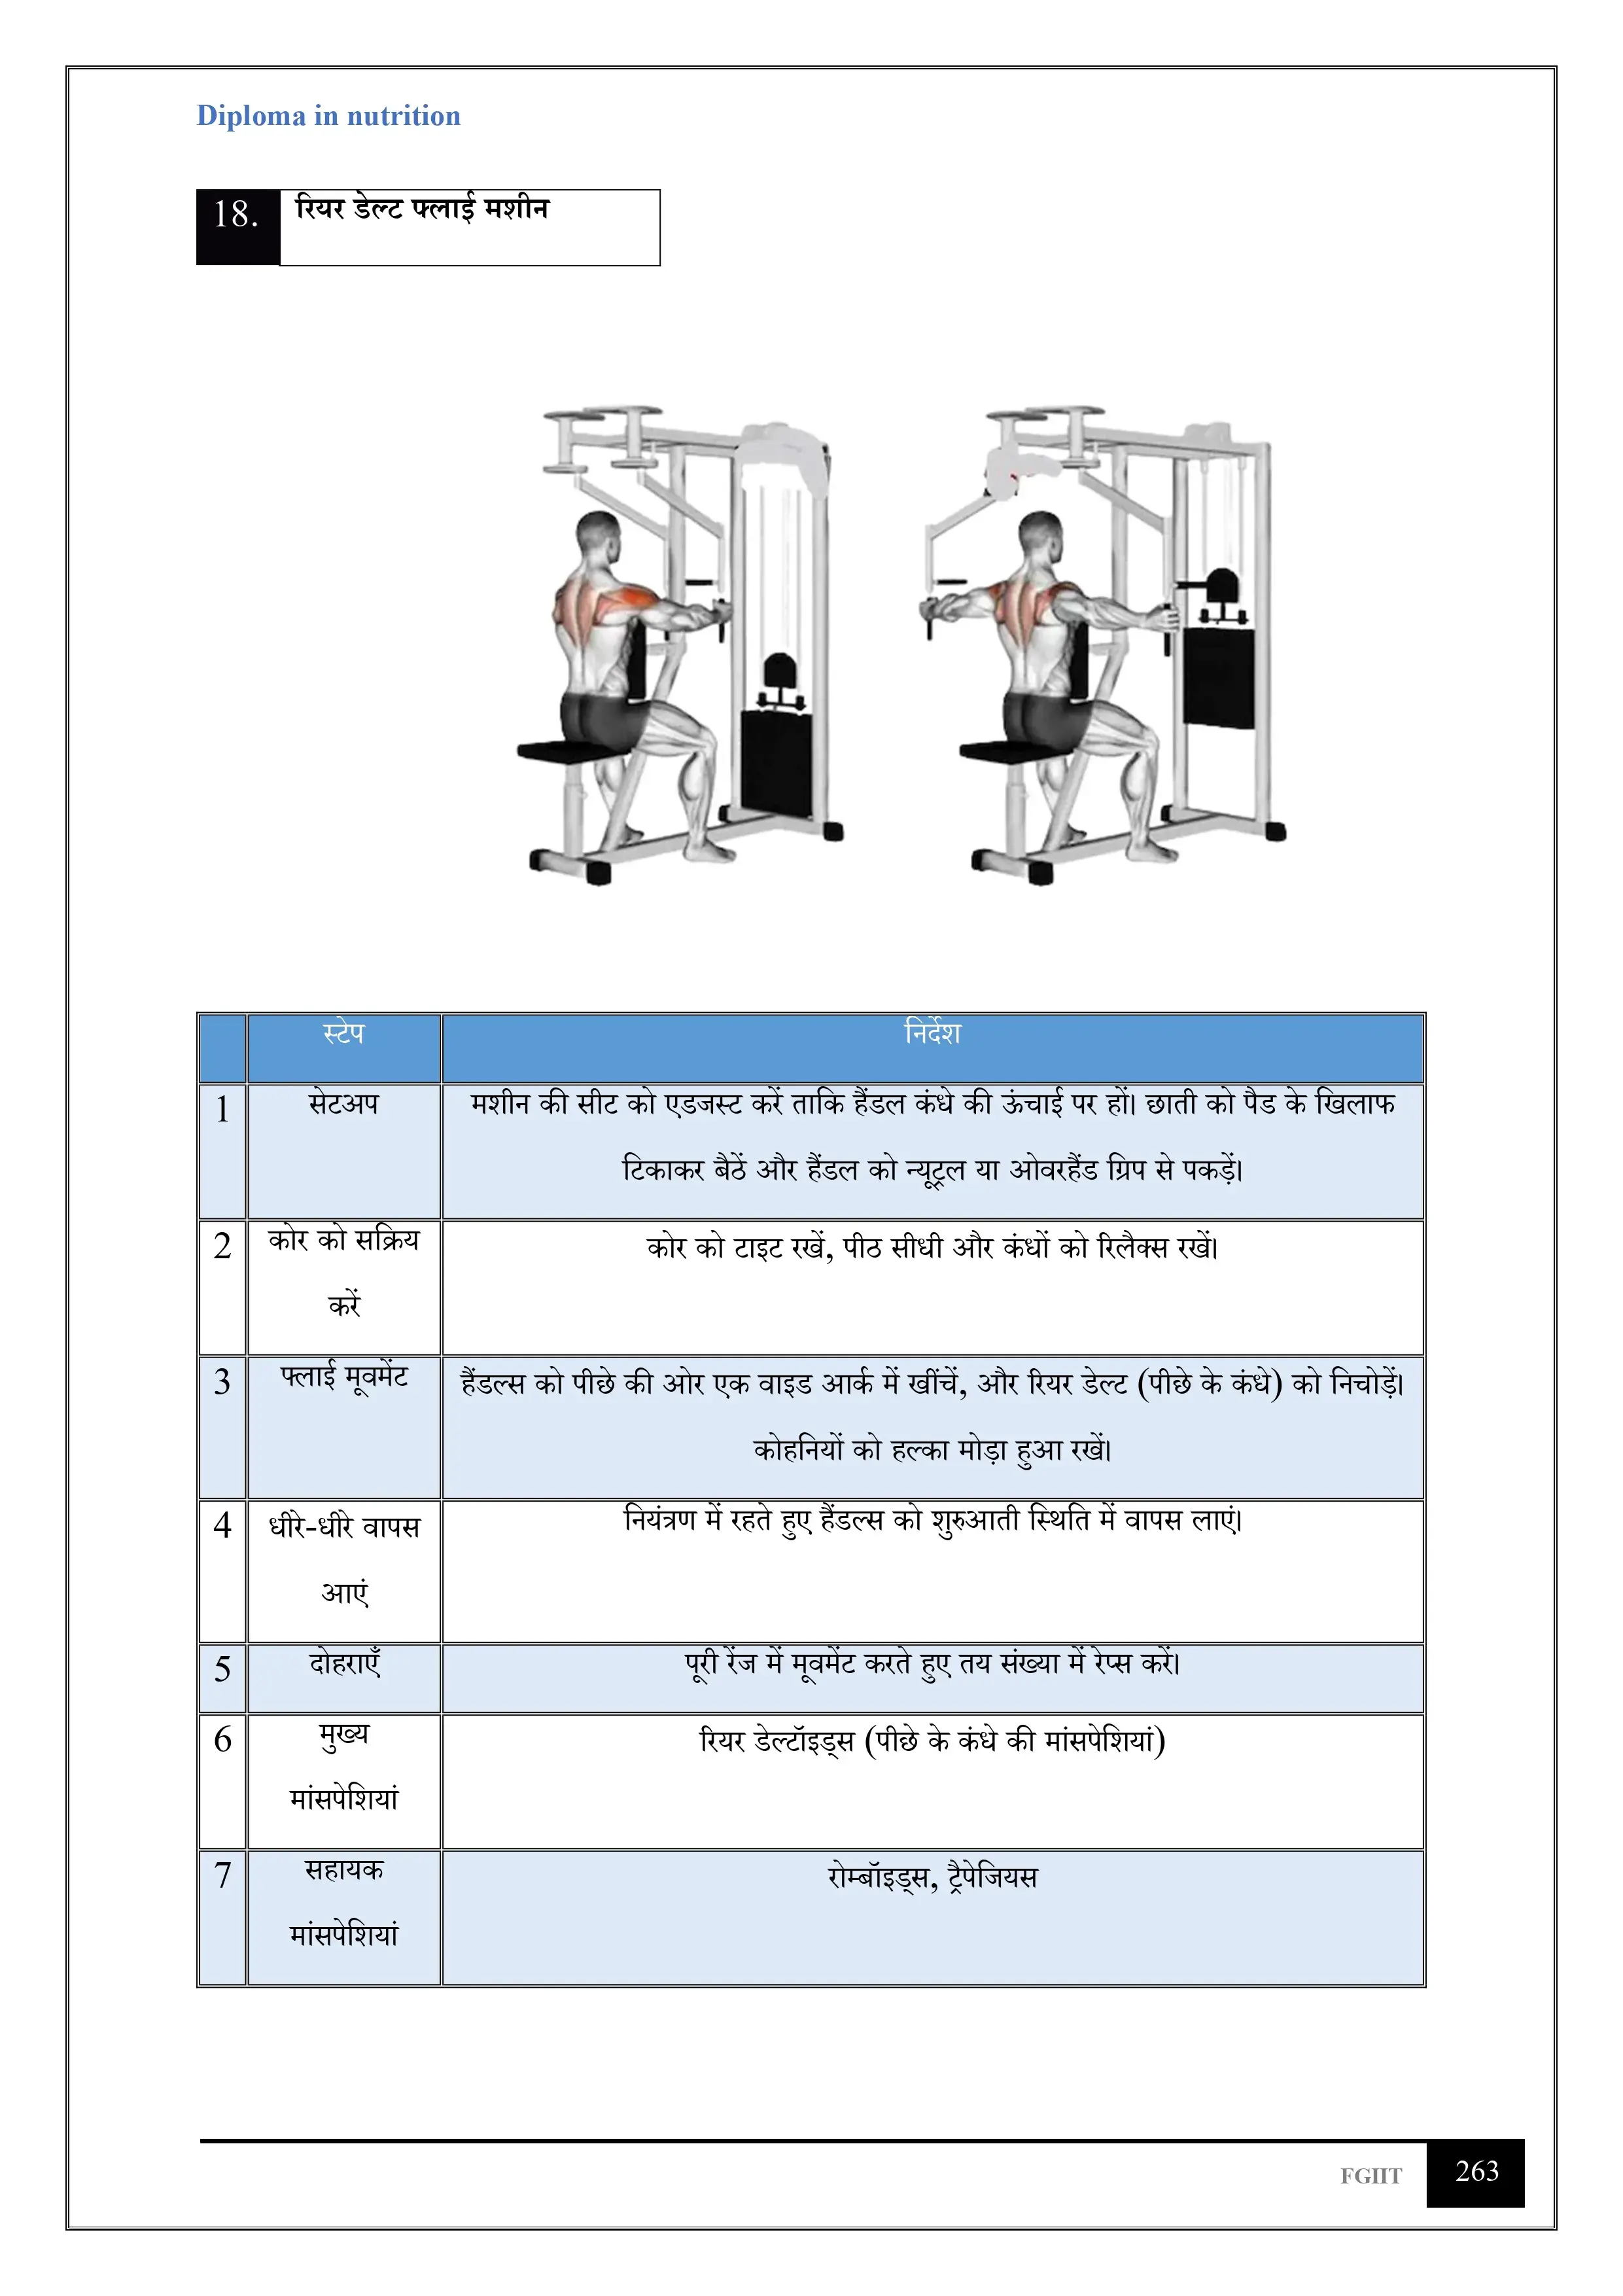 Diploma in nutrition
18. रियर डेल्ट फ्लाई मशीन
स्टेप निर्देश
1 सेटअप मशीन की सीट को एडजस्ट करें ताकि हैंडल कंधे की ऊंचाई पर हों। छाती को पैड के खिलाफ
टिकाकर बैठें और हैंडल को न्यूट्रल या ओवरहैंड ग्रिप से पकड़ें।
2 कोर को सक्रिय कोर को टाइट रखें, पीठ सीधी और कंधों को रिलैक्स रखें।
करें
3 फ्लाई मूवमेंट हैंडल्स को पीछे की ओर एक वाइड आर्क में खींचें, और रियर डेल्ट (पीछे के कंधे) को निचोड़ें।
कोहनियों को हल्का मोड़ा हुआ रखें।
4 धीरे-धीरे वापस नियंत्रण में रहते हुए हैंडल्स को शुरुआती स्थिति में वापस लाएं।
आएं
5 दोहराएँ पूरी रेंज में मूवमेंट करते हुए तय संख्या में रेप्स करें।
6 मुख्य रियर डेल्टॉइड्स (पीछे के कंधे की मांसपेशियां)
मांसपेशियां
7 सहायक रोम्बॉइड्स, ट्रैपेजियस
मांसपेशियां
FGIIT 263